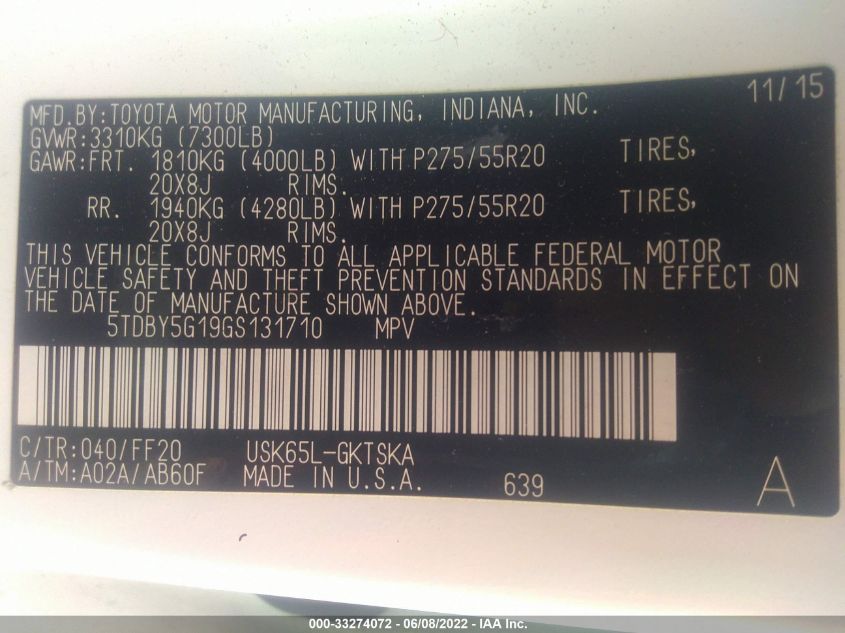 11/15
MFD.BY:TOYOTA MOTOR MANUFACTURING, INDIANA, INC.
GVWR:3310KG (7300LB)
GAWR:FRT. 1810KG (4000LB) WITH P275/55R20 TIRES,
20X8J RIMS.
RR. 1940KG (4280LB) WITH P275/55R20 TIRES,
20X8J RIMS.
THIS VEHICLE CONFORMS TO ALL APPLICABLE FEDERAL MOTOR
VEHICLE SAFETY AND THEFT PREVENTION STANDARDS IN EFFECT ON
THE DATE OF MANUFACTURE SHOWN ABOVE.
5TDBY5G19GS131710 MPV
C/TR:040/FF20 USK65L-GKTSKA
A/TM:A02A/AB60F MADE IN U.S.A. 639 A
000-33274072 - 06/08/2022 - IAA Inc.